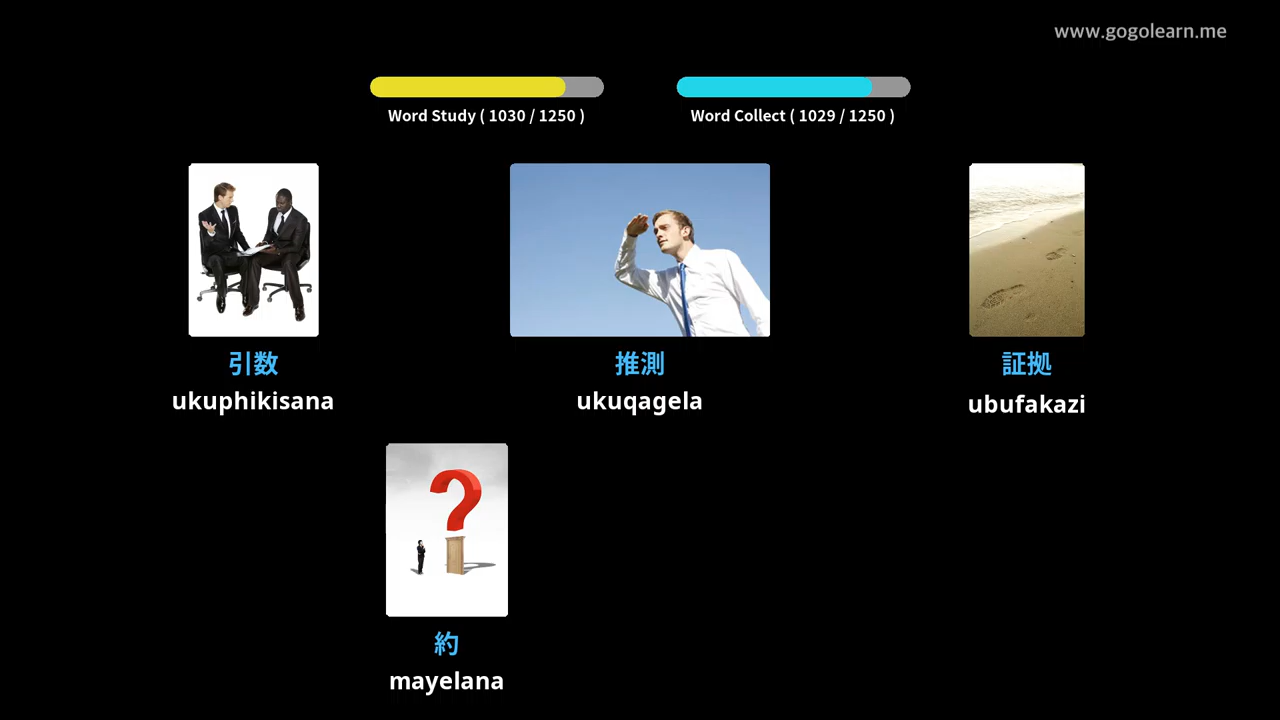 www.gogolearn.me
Word Study ( 1030 / 1250 )
Word Collect ( 1029 / 1250 )
引数
ukuphikisana
推測
ukuqagela
証拠
ubufakazi
約
mayelana